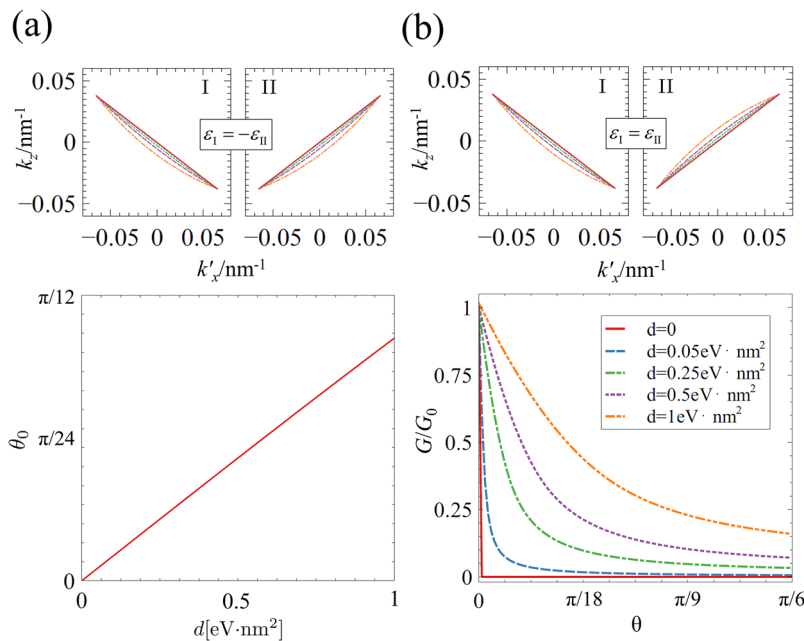 (a)
(b)
I
II
0.05
0
−0.05
k_z/nm⁻¹
ε_I = −ε_II
−0.05 0 0.05
−0.05 0 0.05
k′_x/nm⁻¹
I
II
0.05
0
−0.05
k_z/nm⁻¹
ε_I = ε_II
−0.05 0 0.05
−0.05 0 0.05
k′_x/nm⁻¹
π/12
π/24
0
θ₀
0 0.5 1
d[eV·nm²]
1
0.75
0.5
0.25
0
G/G₀
d=0
d=0.05eV· nm²
d=0.25eV· nm²
d=0.5eV· nm²
d=1eV· nm²
0 π/18 π/9 π/6
θ